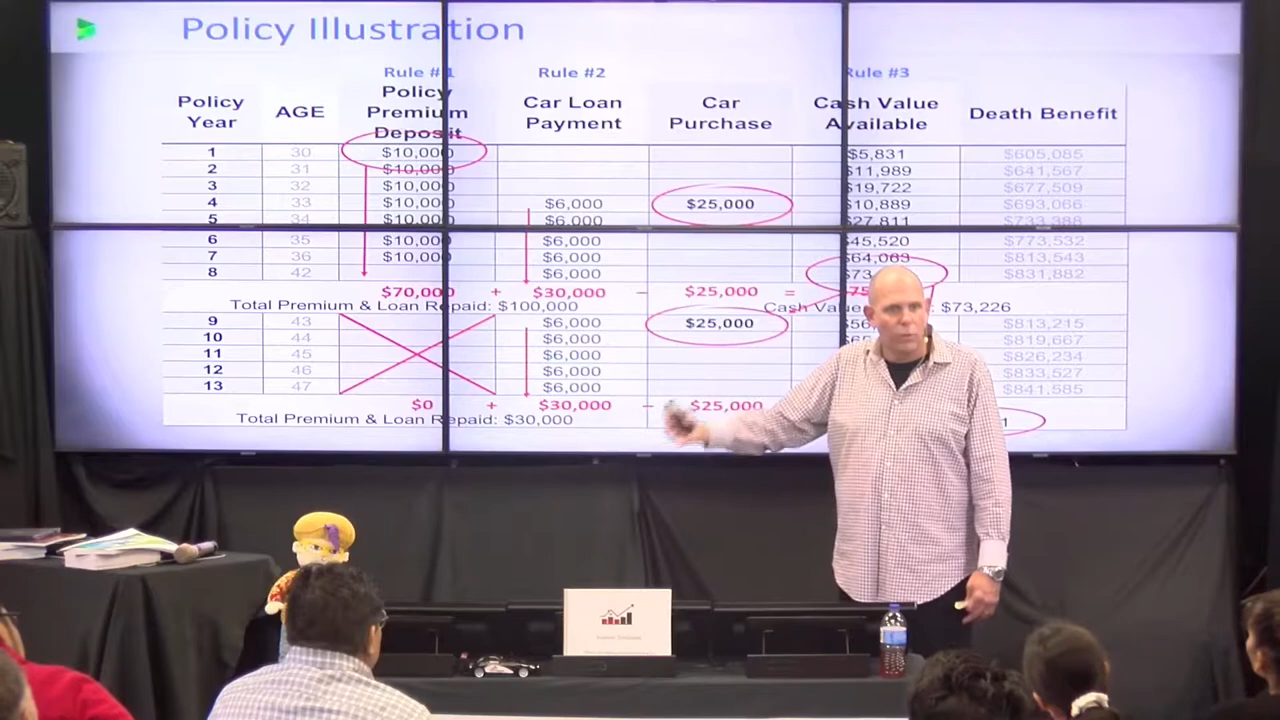 Policy Illustration
Rule # 1 Rule #2 Rule #3
Policy Year AGE Policy Premium Deposit Car Loan Payment Car Purchase Cash Value Available Death Benefit
1 30 $10,000 $5,831 $605,085
2 31 $10,000 $11,989 $641,567
3 32 $10,000 $19,722 $677,509
4 33 $10,000 $6,000 $25,000 $10,889 $693,066
5 34 $10,000 $6,000 $27,811 $733,388
6 35 $10,000 $6,000 $45,520 $773,532
7 36 $10,000 $6,000 $64,083 $813,543
8 42 $6,000 $831,882
$70,000 + $30,000 – $25,000 =
Total Premium & Loan Repaid: $100,000 Cash $73,226
9 43 $6,000 $25,000 $813,215
10 44 $6,000 $819,667
11 45 $6,000 $826,234
12 46 $6,000 $833,527
13 47 $6,000 $841,585
$0 + $30,000 – $25,000
Total Premium & Loan Repaid: $30,000